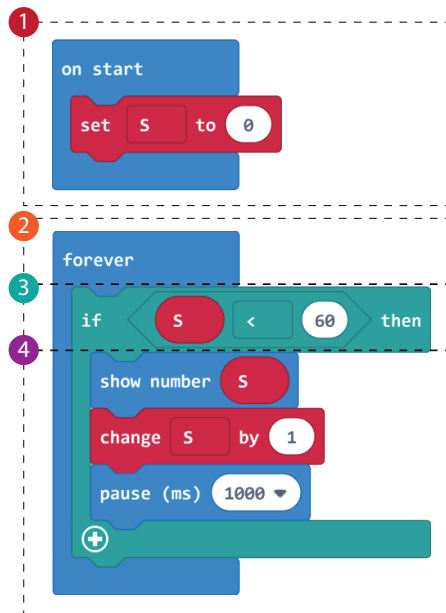 1
on start
set S to 0
2
forever
3
if S < 60 then
4
show number S
change S by 1
pause (ms) 1000